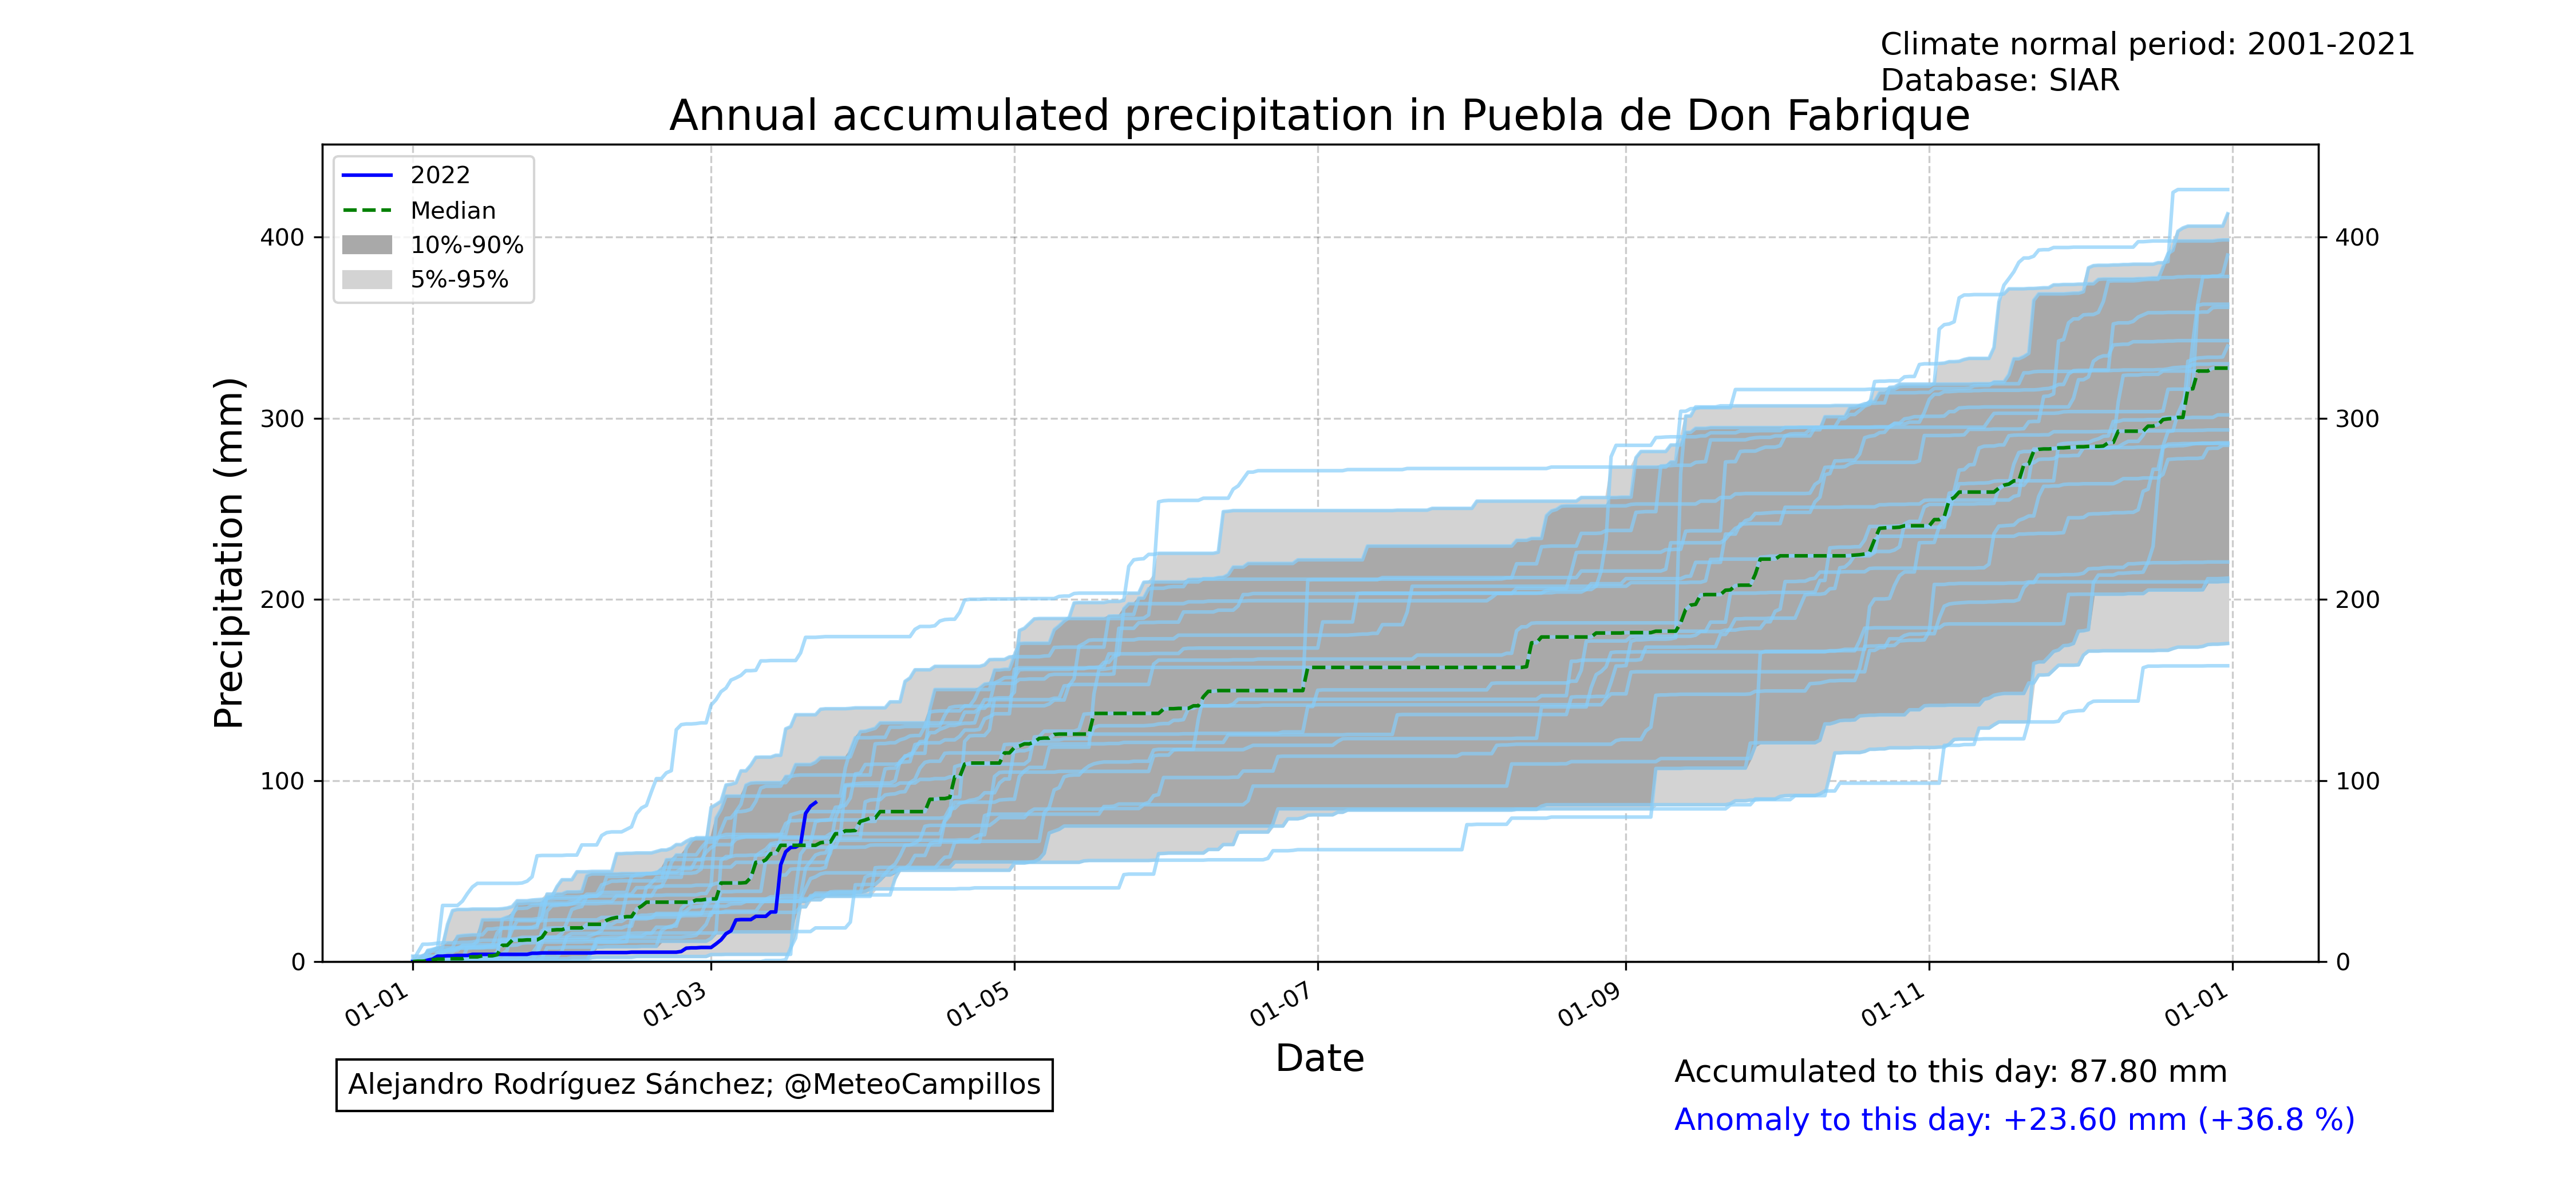 Climate normal period: 2001-2021
Database: SIAR
Annual accumulated precipitation in Puebla de Don Fabrique
2022
Median
10%-90%
5%-95%
Precipitation (mm)
400
300
200
100
0
400
300
200
100
0
01-01
01-03
01-05
01-07
01-09
01-11
01-01
Date
Alejandro Rodríguez Sánchez; @MeteoCampillos
Accumulated to this day: 87.80 mm
Anomaly to this day: +23.60 mm (+36.8 %)